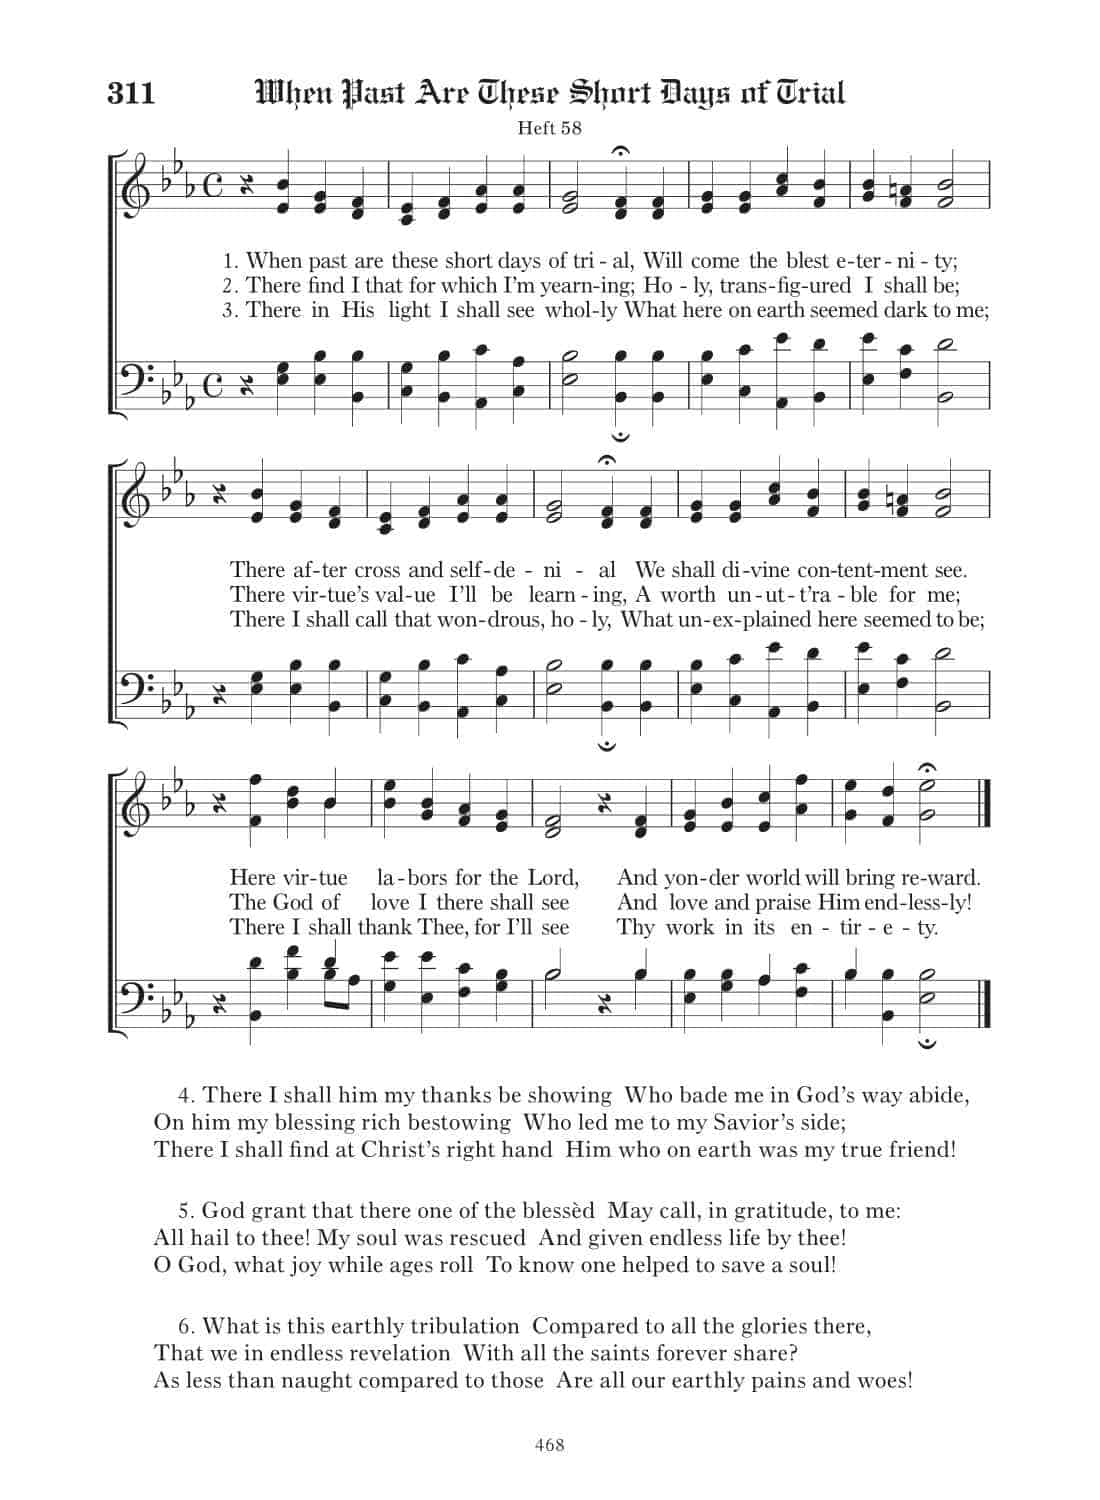 311 When Past Are These Short Days of Trial
Heft 58
1. When past are these short days of tri - al, Will come the blest e-ter - ni - ty;
2. There find I that for which I'm yearn-ing; Ho - ly, trans-fig-ured I shall be;
3. There in His light I shall see whol-ly What here on earth seemed dark to me;
There af-ter cross and self-de - ni - al We shall di-vine con-tent-ment see.
There vir-tue's val-ue I'll be learn - ing, A worth un-ut-t'ra - ble for me;
There I shall call that won-drous, ho - ly, What un-ex-plained here seemed to be;
Here vir-tue la-bors for the Lord, And yon-der world will bring re-ward.
The God of love I there shall see And love and praise Him end-less-ly!
There I shall thank Thee, for I'll see Thy work in its en - tir - e - ty.
4. There I shall him my thanks be showing Who bade me in God's way abide,
On him my blessing rich bestowing Who led me to my Savior's side;
There I shall find at Christ's right hand Him who on earth was my true friend!
5. God grant that there one of the blessèd May call, in gratitude, to me:
All hail to thee! My soul was rescued And given endless life by thee!
O God, what joy while ages roll To know one helped to save a soul!
6. What is this earthly tribulation Compared to all the glories there,
That we in endless revelation With all the saints forever share?
As less than naught compared to those Are all our earthly pains and woes!
468